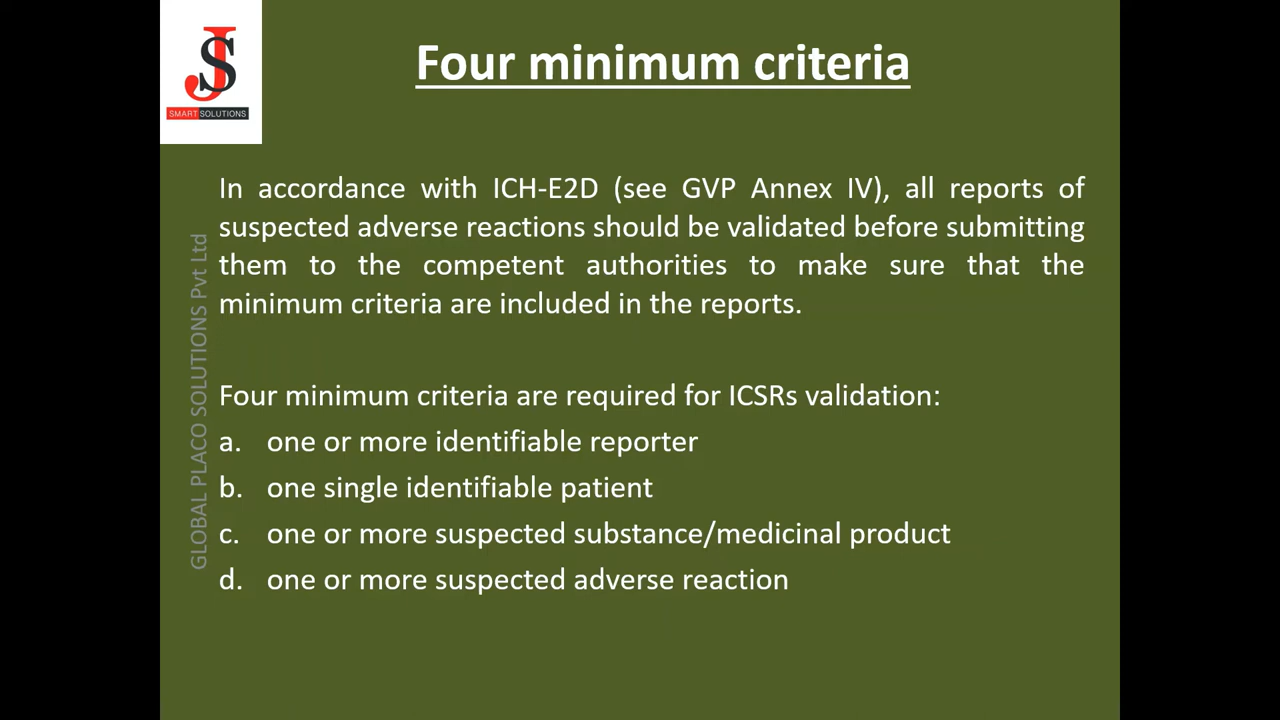 JS
SMART SOLUTIONS
Four minimum criteria
In accordance with ICH-E2D (see GVP Annex IV), all reports of
suspected adverse reactions should be validated before submitting
them to the competent authorities to make sure that the
minimum criteria are included in the reports.
GLOBAL PLACO SOLUTIONS Pvt Ltd
Four minimum criteria are required for ICSRs validation:
a. one or more identifiable reporter
b. one single identifiable patient
c. one or more suspected substance/medicinal product
d. one or more suspected adverse reaction